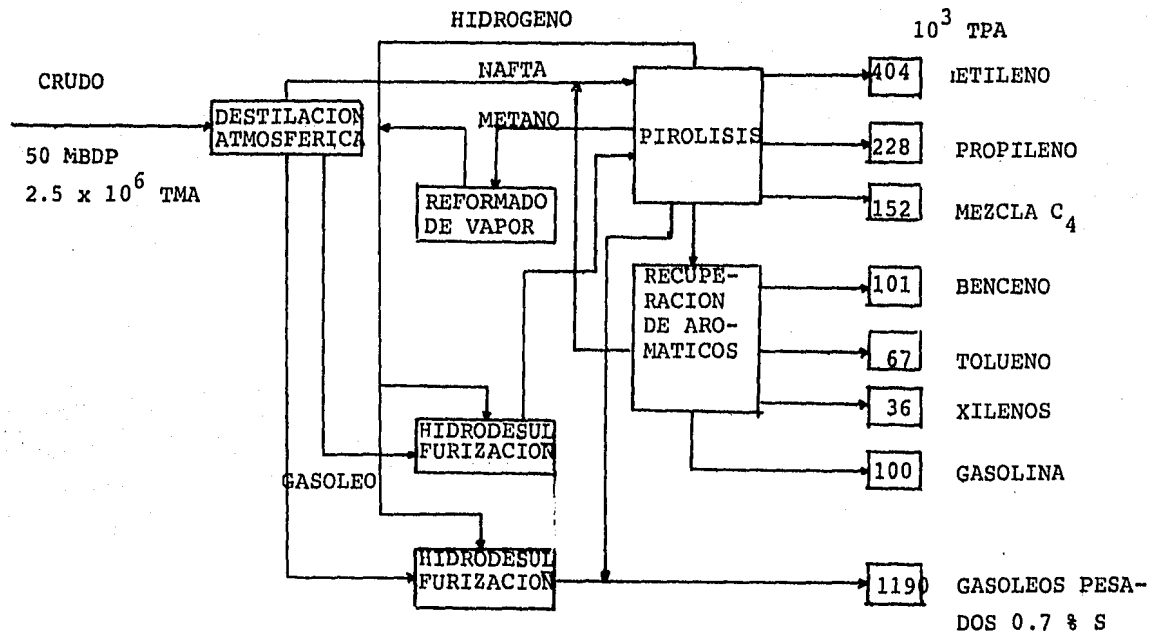 HIDROGENO
10³ TPA
CRUDO
50 MBDP
2.5 x 10⁶ TMA
DESTILACION
ATMOSFERICA
NAFTA
METANO
PIROLISIS
REFORMADO
DE VAPOR
RECUPE-
RACION
DE ARO-
MATICOS
HIDRODESUL
FURIZACION
GASOLEO
HIDRODESUL
FURIZACION
404 ETILENO
228 PROPILENO
152 MEZCLA C₄
101 BENCENO
67 TOLUENO
36 XILENOS
100 GASOLINA
1190 GASOLEOS PESA-
DOS 0.7 % S